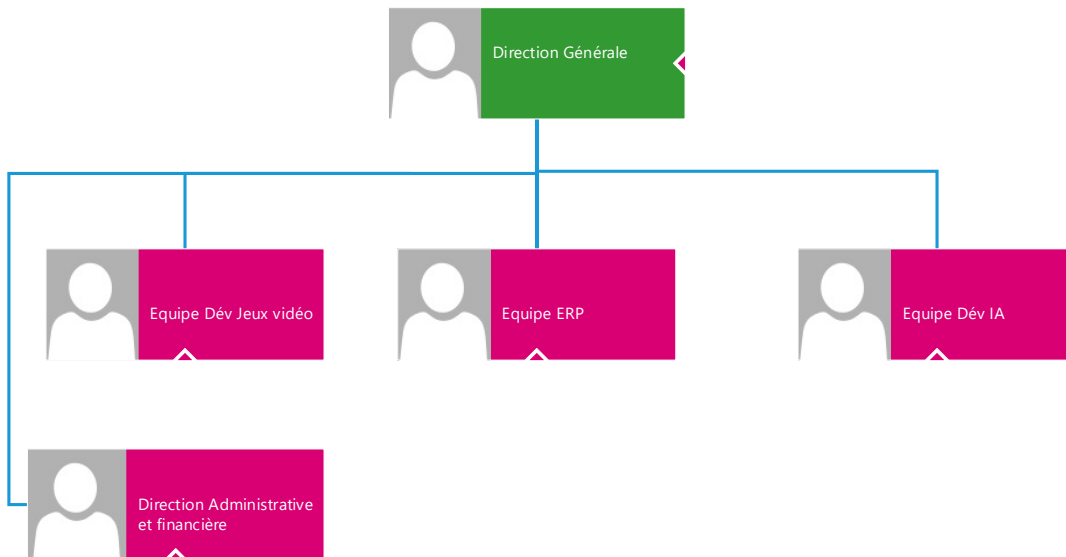 Direction Générale
Equipe Dév Jeux vidéo
Equipe ERP
Equipe Dév IA
Direction Administrative
et financière